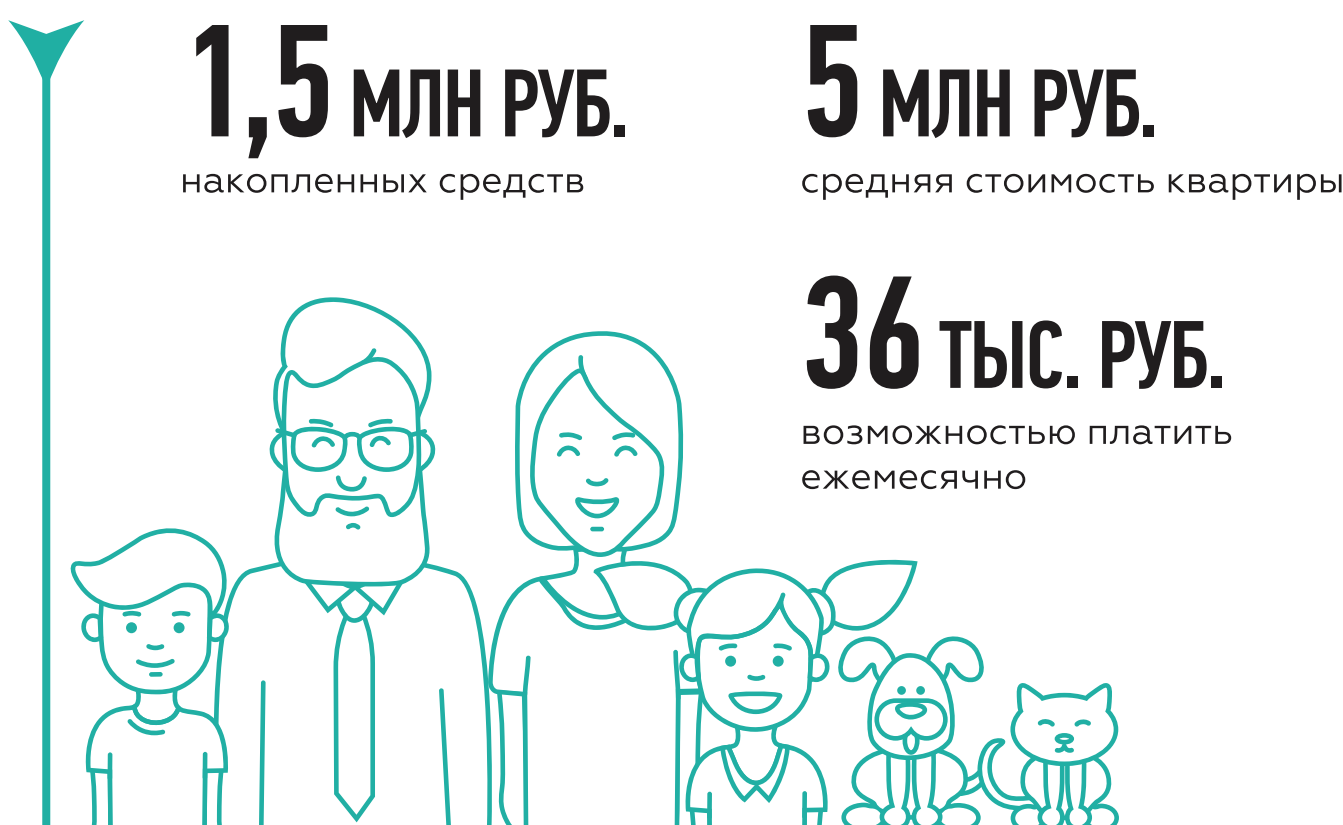 1,5 МЛН РУБ.
накопленных средств
5 МЛН РУБ.
средняя стоимость квартиры
36 ТЫС. РУБ.
возможностью платить
ежемесячно